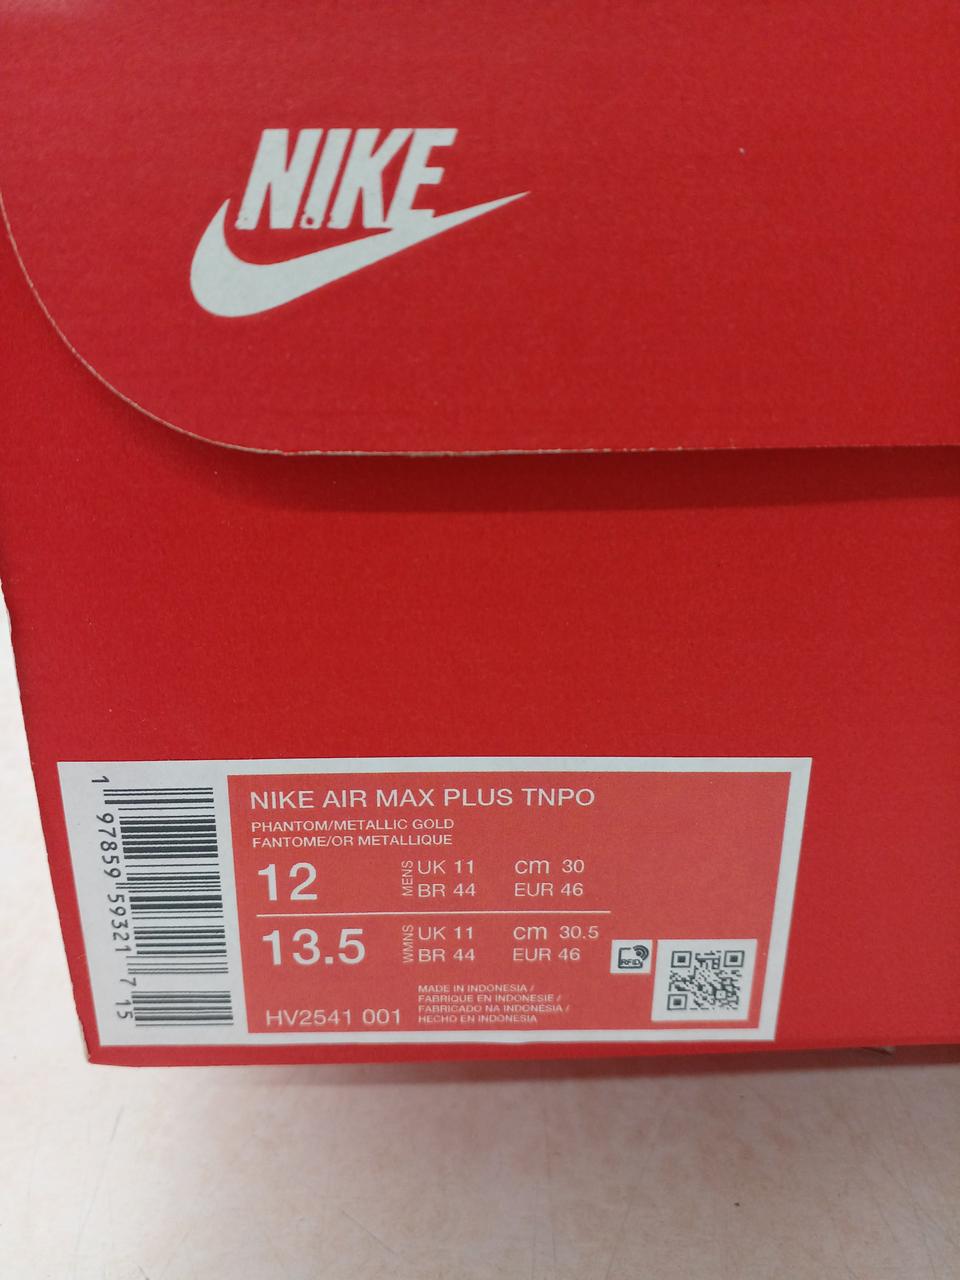 NIKE
1 97859 59321 7 15
NIKE AIR MAX PLUS TNPO
PHANTOM/METALLIC GOLD
FANTOME/OR METALLIQUE
12
MENS
UK 11 cm 30
BR 44 EUR 46
13.5
WMNS
UK 11 cm 30.5
BR 44 EUR 46
RFID
HV2541 001
MADE IN INDONESIA /
FABRIQUE EN INDONESIE /
FABRICADO NA INDONESIA /
HECHO EN INDONESIA